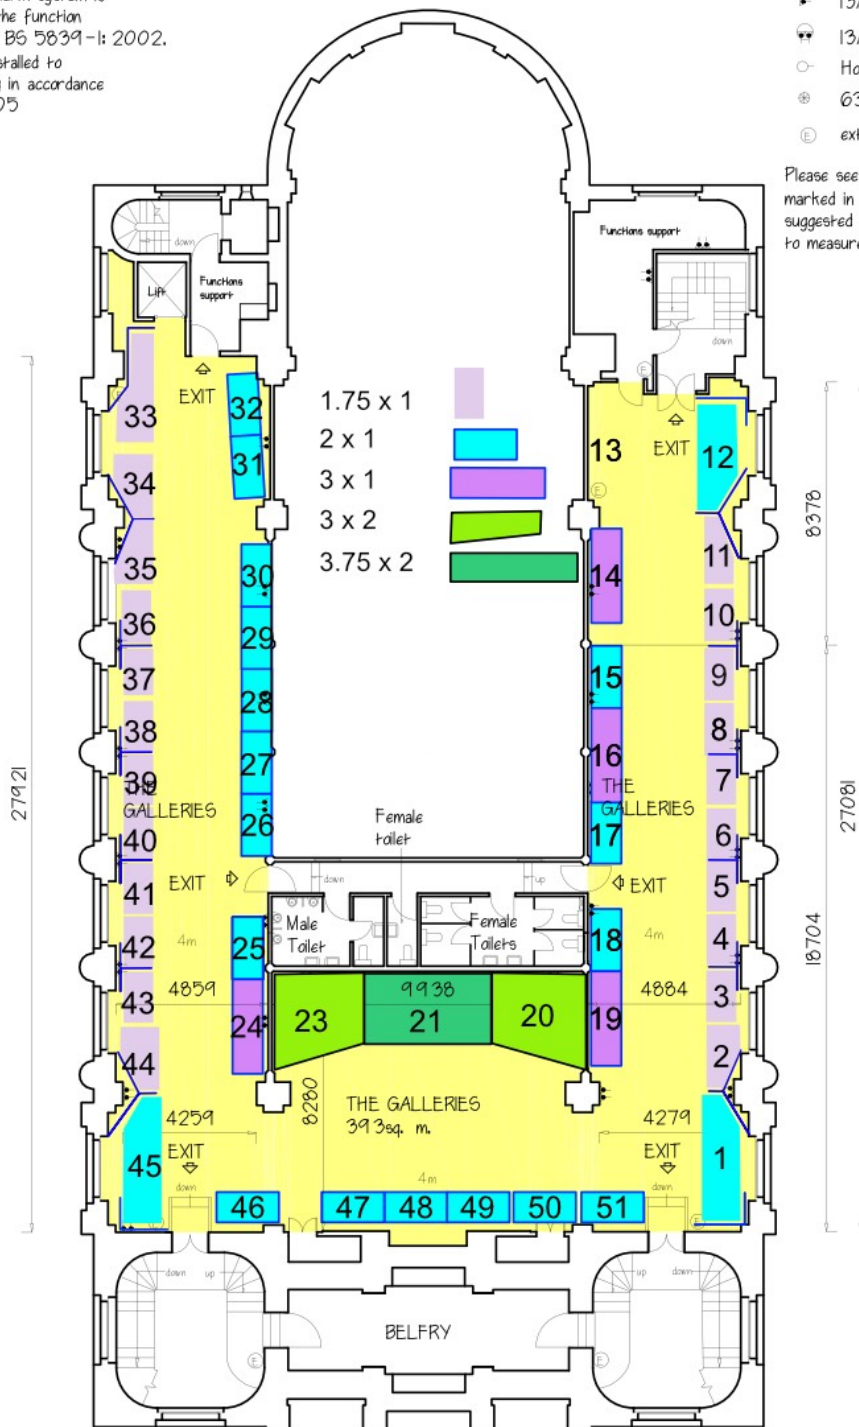 the function
BS 5839-1: 2002.
stalled to
in accordance
13/
13/
Ho
63
ext
Please see
marked in
suggested
to measure
down
Functions support
Lift
Functions
support
down
EXIT
EXIT
33
32
31
34
35
36
37
38
39
40
41
42
43
44
45
30
29
28
27
26
25
24
1.75 x 1
2 x 1
3 x 1
3 x 2
3.75 x 2
13
12
11
10
9
8
7
6
5
4
3
2
1
14
15
16
17
18
19
THE
GALLERIES
THE
GALLERIES
27921
8378
27081
18704
Female
toilet
EXIT
down
up
EXIT
Male
Toilet
Female
Toilets
4m
4m
4859
9938
4884
23
21
20
8280
THE GALLERIES
393sq. m.
4259
4279
EXIT
EXIT
down
down
4m
46
47
48
49
50
51
down
up
up
down
BELFRY
E
E
E
E
E